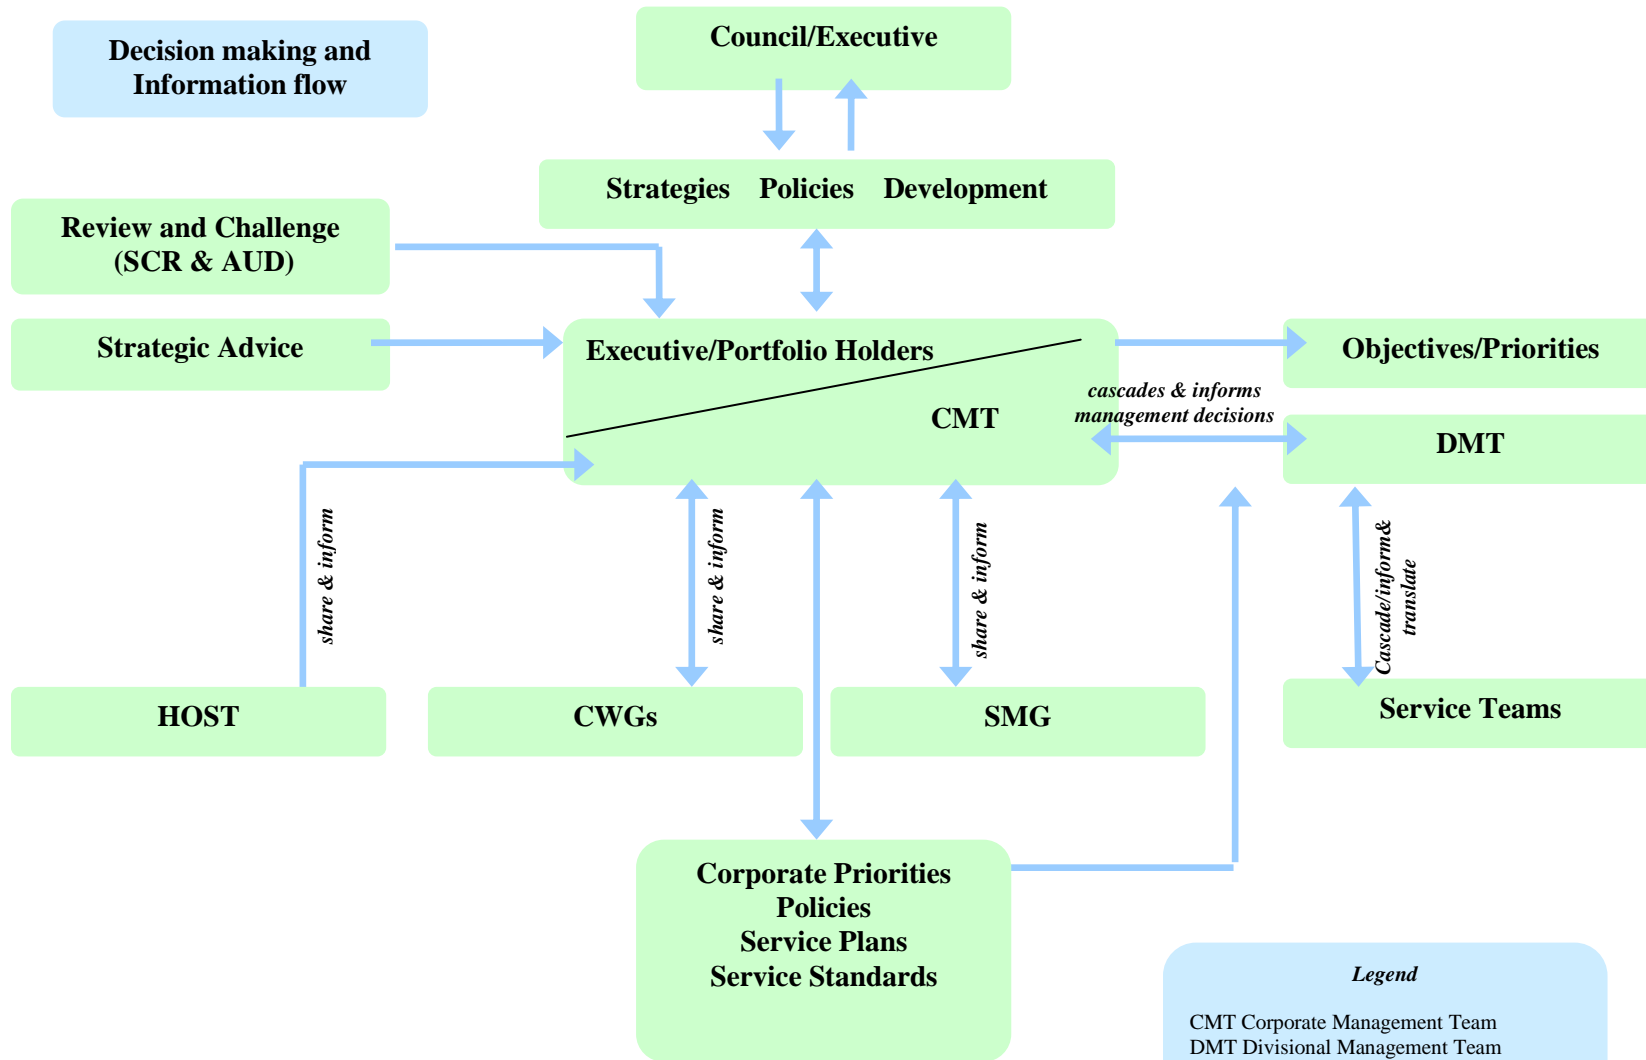 Decision making and
Information flow
Council/Executive
Strategies Policies Development
Review and Challenge
(SCR & AUD)
Strategic Advice
Executive/Portfolio Holders
CMT
Objectives/Priorities
cascades & informs
management decisions
DMT
share & inform
share & inform
share & inform
Cascade/inform&
translate
HOST
CWGs
SMG
Service Teams
Corporate Priorities
Policies
Service Plans
Service Standards
Legend
CMT Corporate Management Team
DMT Divisional Management Team